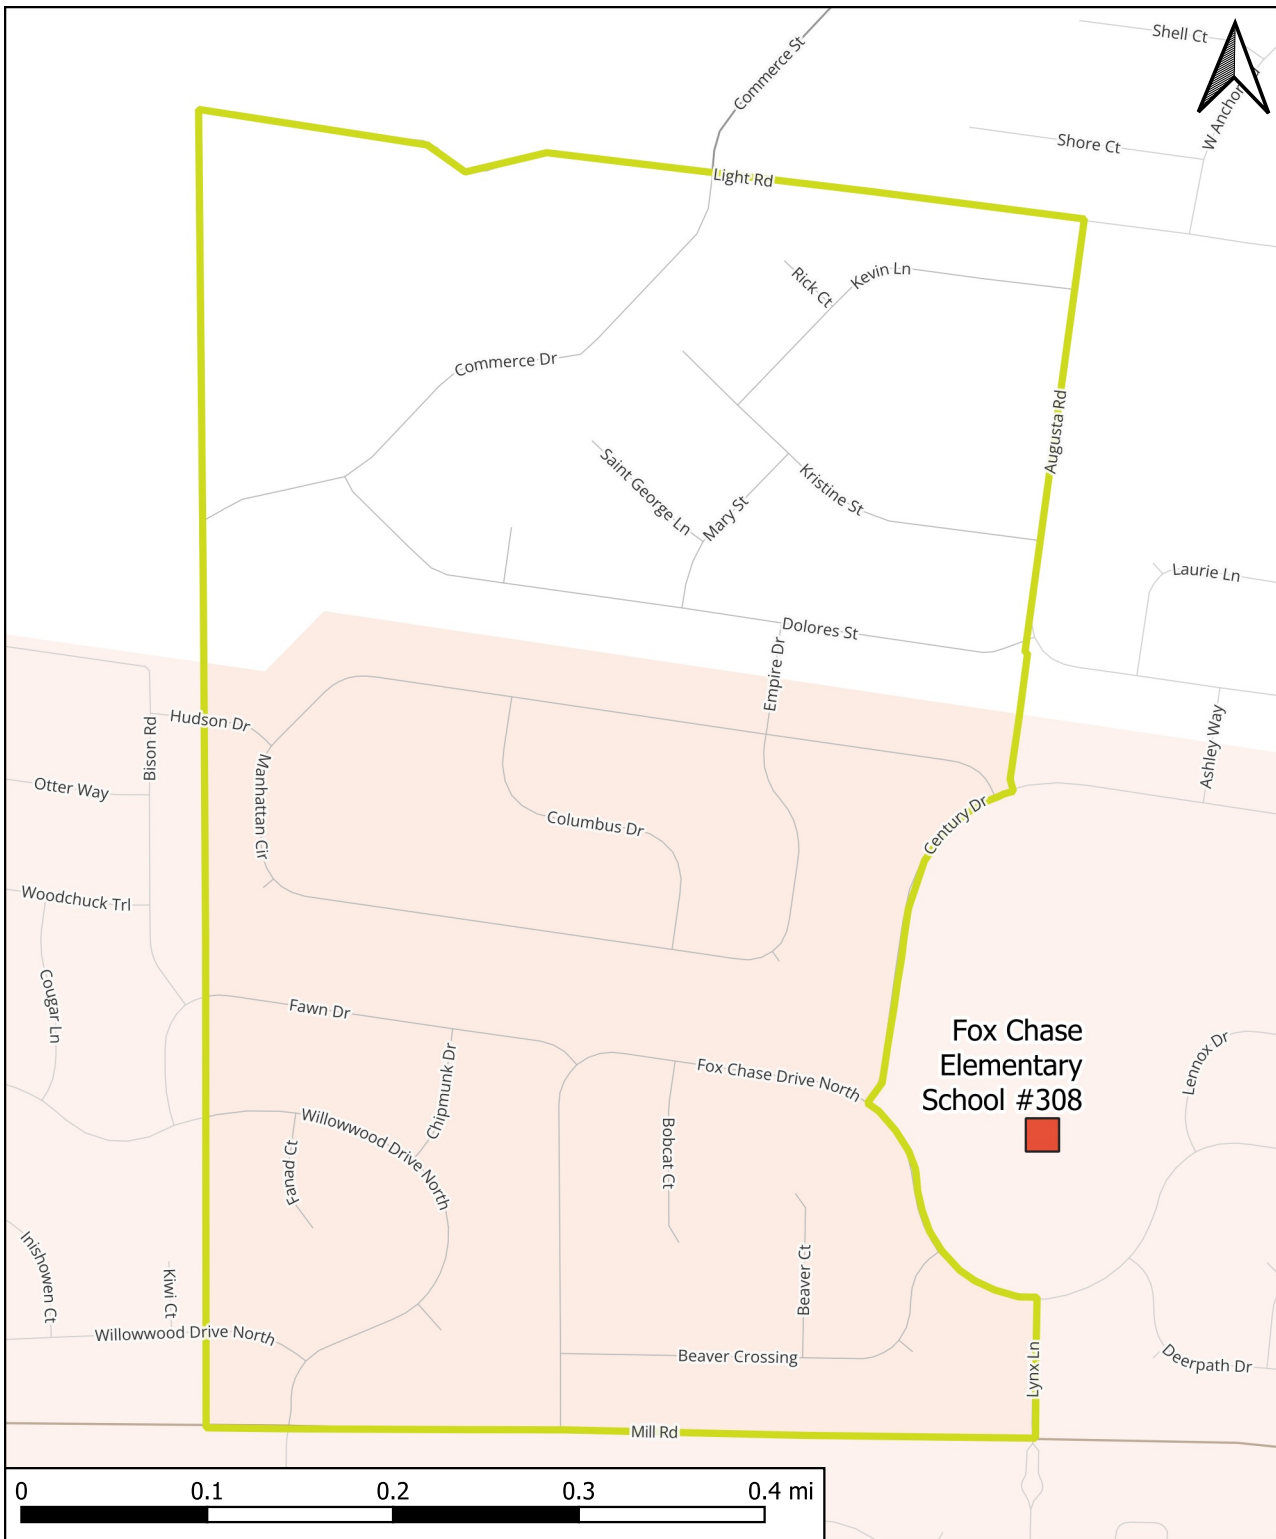 Shell Ct
Commerce St
W Anchor
Shore Ct
Light Rd
Kevin Ln
Rick Ct
Commerce Dr
Augusta Rd
Saint George Ln
Kristine St
Mary St
Laurie Ln
Dolores St
Empire Dr
Hudson Dr
Bison Rd
Ashley Way
Otter Way
Manhattan Cir
Columbus Dr
Century Dr
Woodchuck Trl
Cougar Ln
Fawn Dr
Fox Chase
Elementary
School #308
Chipmunk Dr
Fox Chase Drive North
Lennox Dr
Willowwood Drive North
Bobcat Ct
Fanad Ct
Inishowen Ct
Kiwi Ct
Beaver Ct
Willowwood Drive North
Beaver Crossing
Lynx Ln
Deerpath Dr
Mill Rd
0 0.1 0.2 0.3 0.4 mi